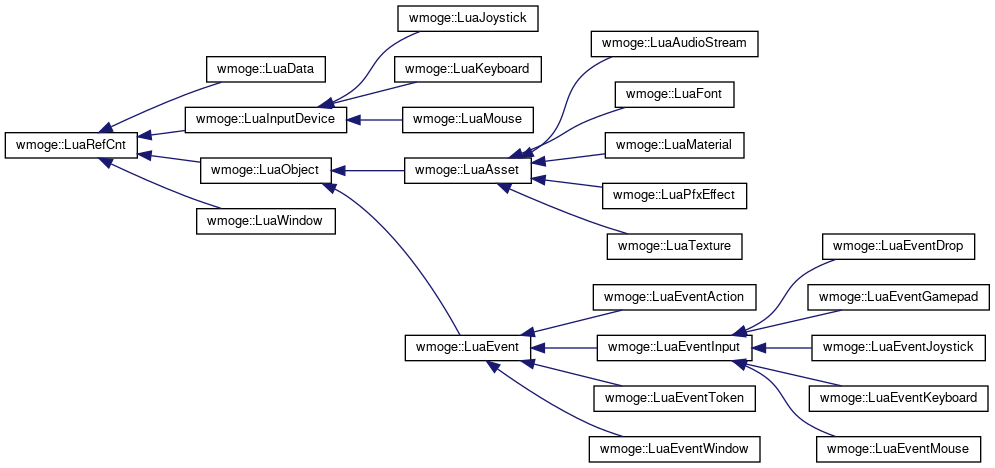 wmoge::LuaRefCnt
wmoge::LuaData
wmoge::LuaInputDevice
wmoge::LuaJoystick
wmoge::LuaKeyboard
wmoge::LuaMouse
wmoge::LuaObject
wmoge::LuaAsset
wmoge::LuaAudioStream
wmoge::LuaFont
wmoge::LuaMaterial
wmoge::LuaPfxEffect
wmoge::LuaTexture
wmoge::LuaEvent
wmoge::LuaEventAction
wmoge::LuaEventInput
wmoge::LuaEventDrop
wmoge::LuaEventGamepad
wmoge::LuaEventJoystick
wmoge::LuaEventKeyboard
wmoge::LuaEventMouse
wmoge::LuaEventToken
wmoge::LuaEventWindow
wmoge::LuaWindow